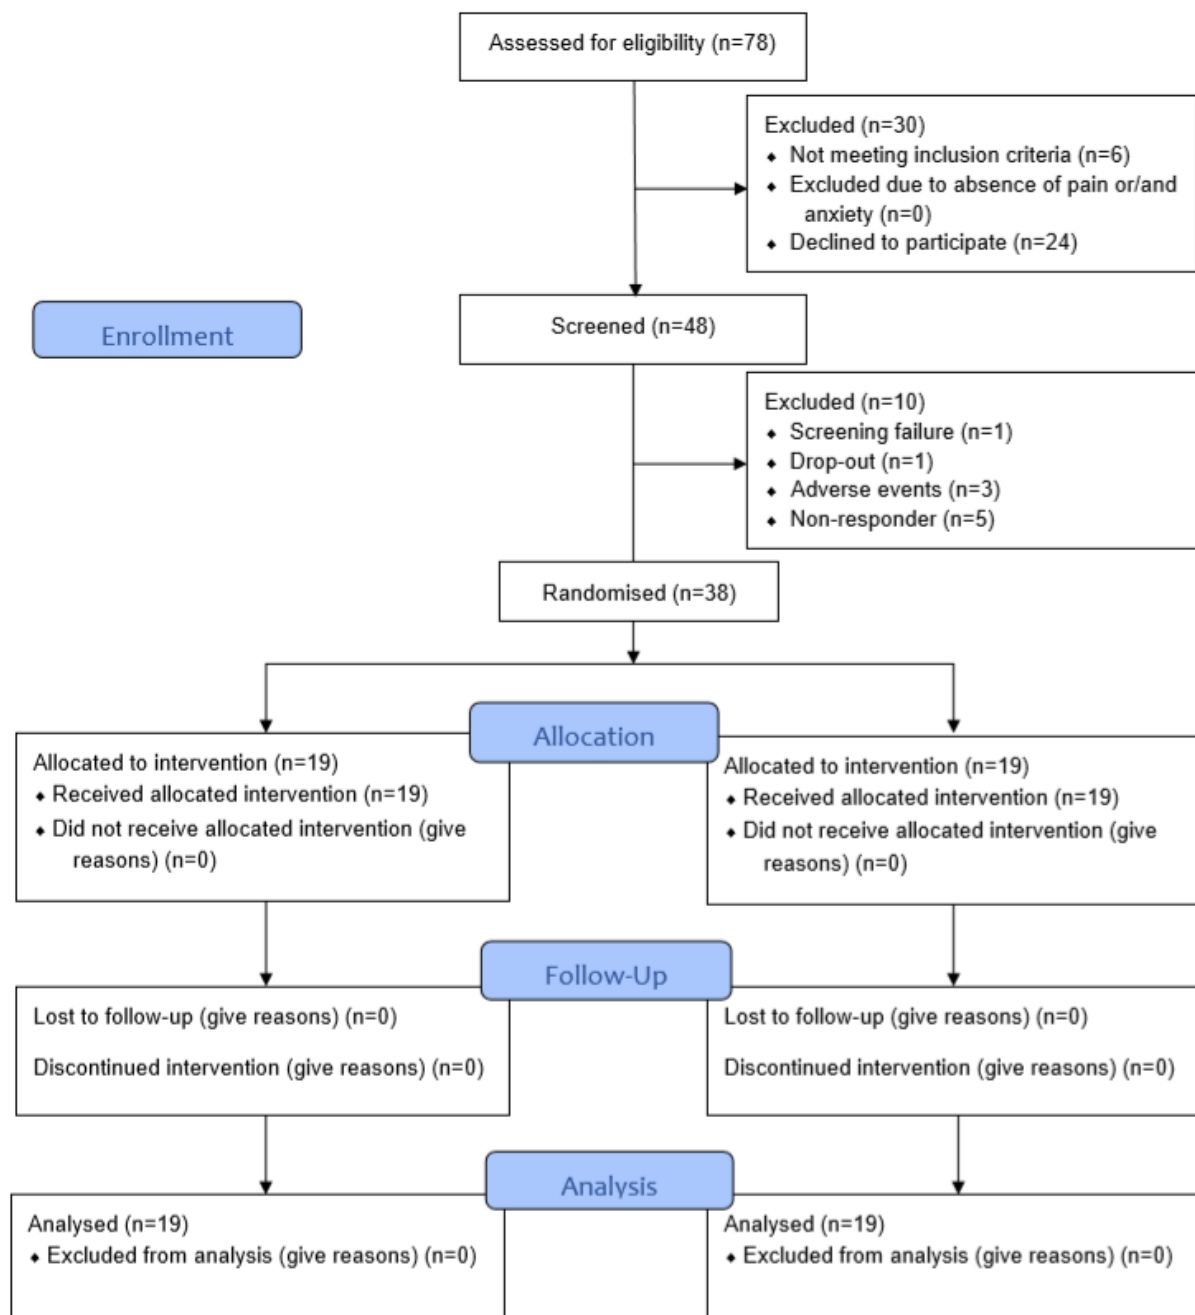 Assessed for eligibility (n=78)
Excluded (n=30)
⬥ Not meeting inclusion criteria (n=6)
⬥ Excluded due to absence of pain or/and
anxiety (n=0)
⬥ Declined to participate (n=24)
Enrollment
Screened (n=48)
Excluded (n=10)
⬥ Screening failure (n=1)
⬥ Drop-out (n=1)
⬥ Adverse events (n=3)
⬥ Non-responder (n=5)
Randomised (n=38)
Allocation
Allocated to intervention (n=19)
⬥ Received allocated intervention (n=19)
⬥ Did not receive allocated intervention (give
reasons) (n=0)
Allocated to intervention (n=19)
⬥ Received allocated intervention (n=19)
⬥ Did not receive allocated intervention (give
reasons) (n=0)
Follow-Up
Lost to follow-up (give reasons) (n=0)
Discontinued intervention (give reasons) (n=0)
Lost to follow-up (give reasons) (n=0)
Discontinued intervention (give reasons) (n=0)
Analysis
Analysed (n=19)
⬥ Excluded from analysis (give reasons) (n=0)
Analysed (n=19)
⬥ Excluded from analysis (give reasons) (n=0)